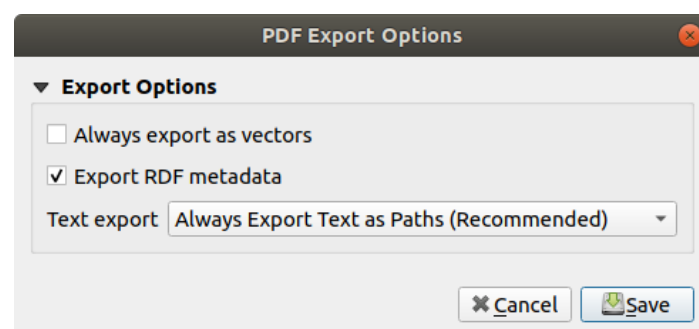 PDF Export Options
Export Options
Always export as vectors
Export RDF metadata
Text export Always Export Text as Paths (Recommended)
Cancel Save